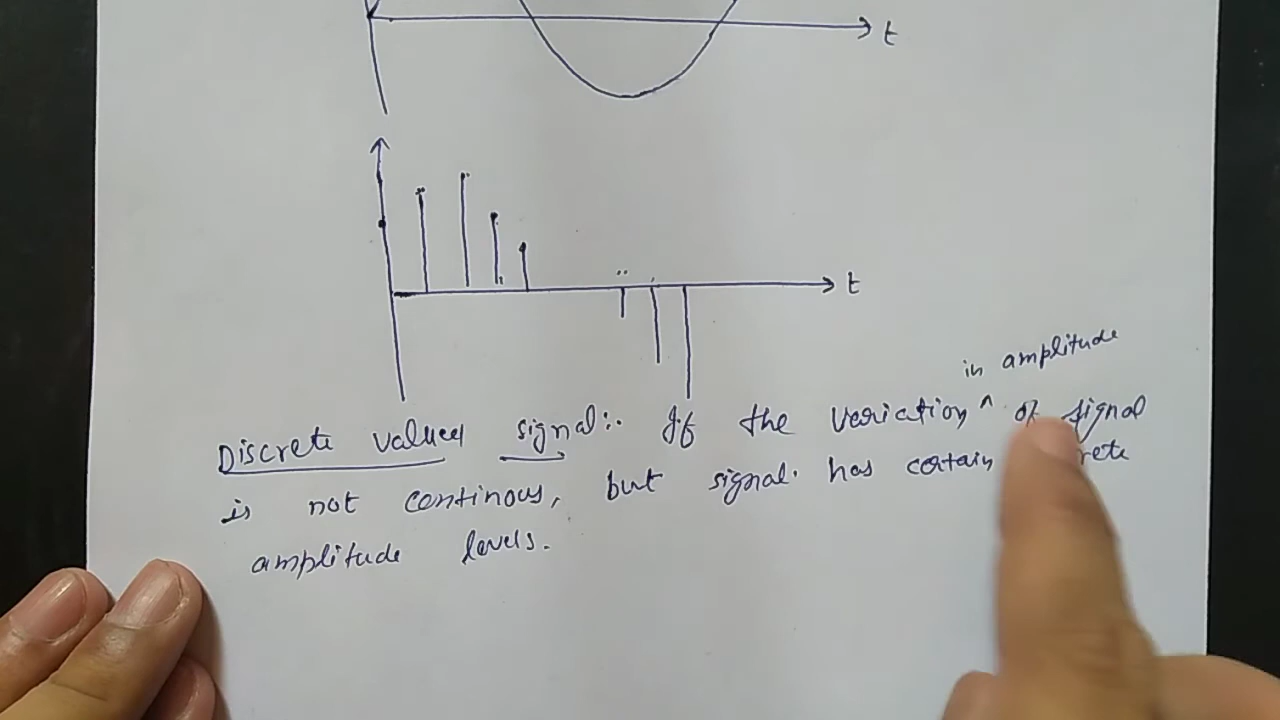 t
t
in amplitude
Discrete valued signal:- If the variation ^ of signal
is not continous, but signal has certain
amplitude levels.